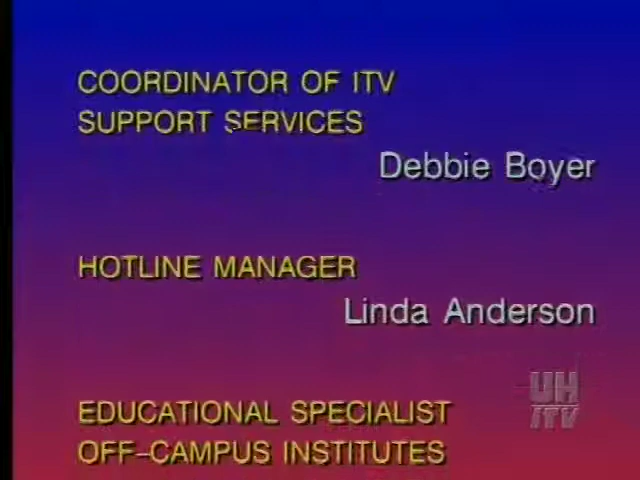 COORDINATOR OF ITV
SUPPORT SERVICES
Debbie Boyer
HOTLINE MANAGER
Linda Anderson
UH
ITV
EDUCATIONAL SPECIALIST
OFF-CAMPUS INSTITUTES